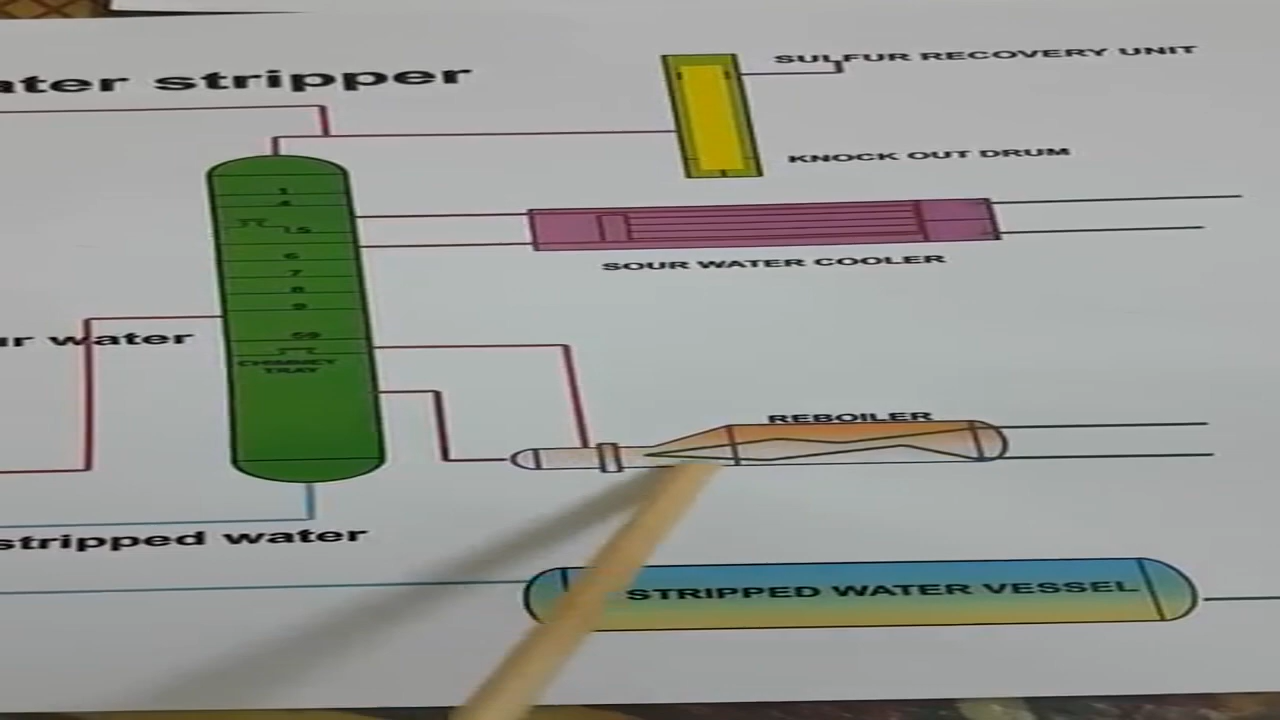 ater stripper
SULFUR RECOVERY UNIT
KNOCK OUT DRUM
1
4
15
6
7
8
9
SOUR WATER COOLER
ur water
59
CHIMNEY
TRAY
REBOILER
stripped water
STRIPPED WATER VESSEL